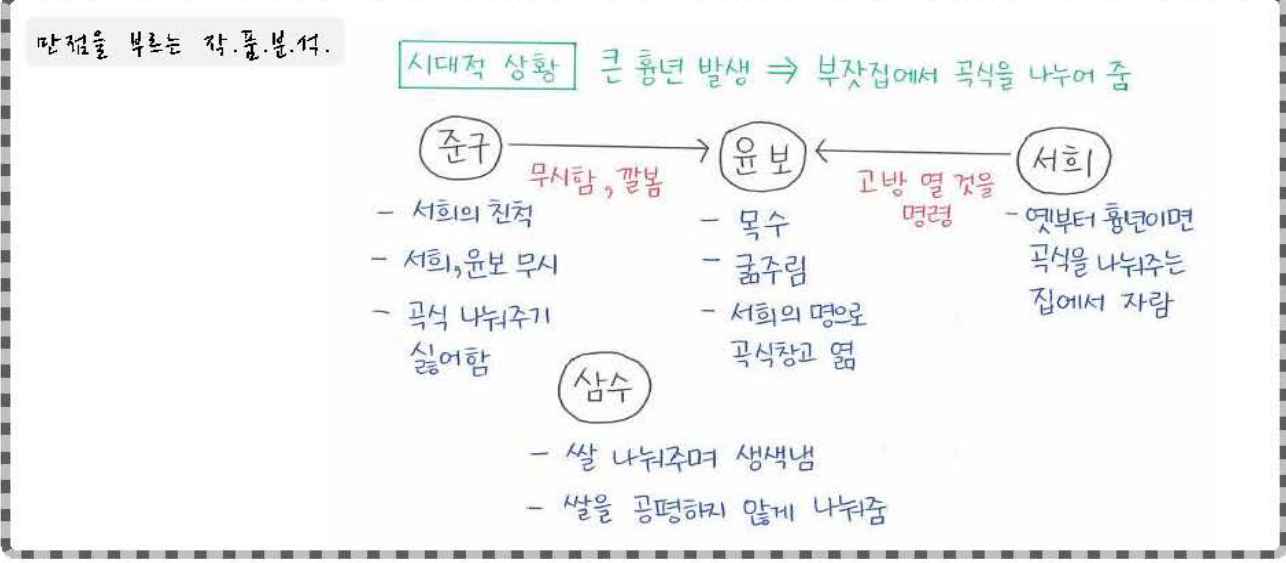 만점을 부르는 작.품.분.석.
시대적 상황 큰 흉년 발생 ⇒ 부잣집에서 곡식을 나누어 줌
준구
무시함, 깔봄
윤보
고방 열 것을
명령
서희
- 서희의 친척
- 서희, 윤보 무시
- 곡식 나눠주기
싫어함
- 목수
- 굶주림
- 서희의 명으로
곡식창고 엶
- 옛부터 흉년이면
곡식을 나눠주는
집에서 자람
삼수
- 쌀 나눠주며 생색냄
- 쌀을 공평하지 않게 나눠줌